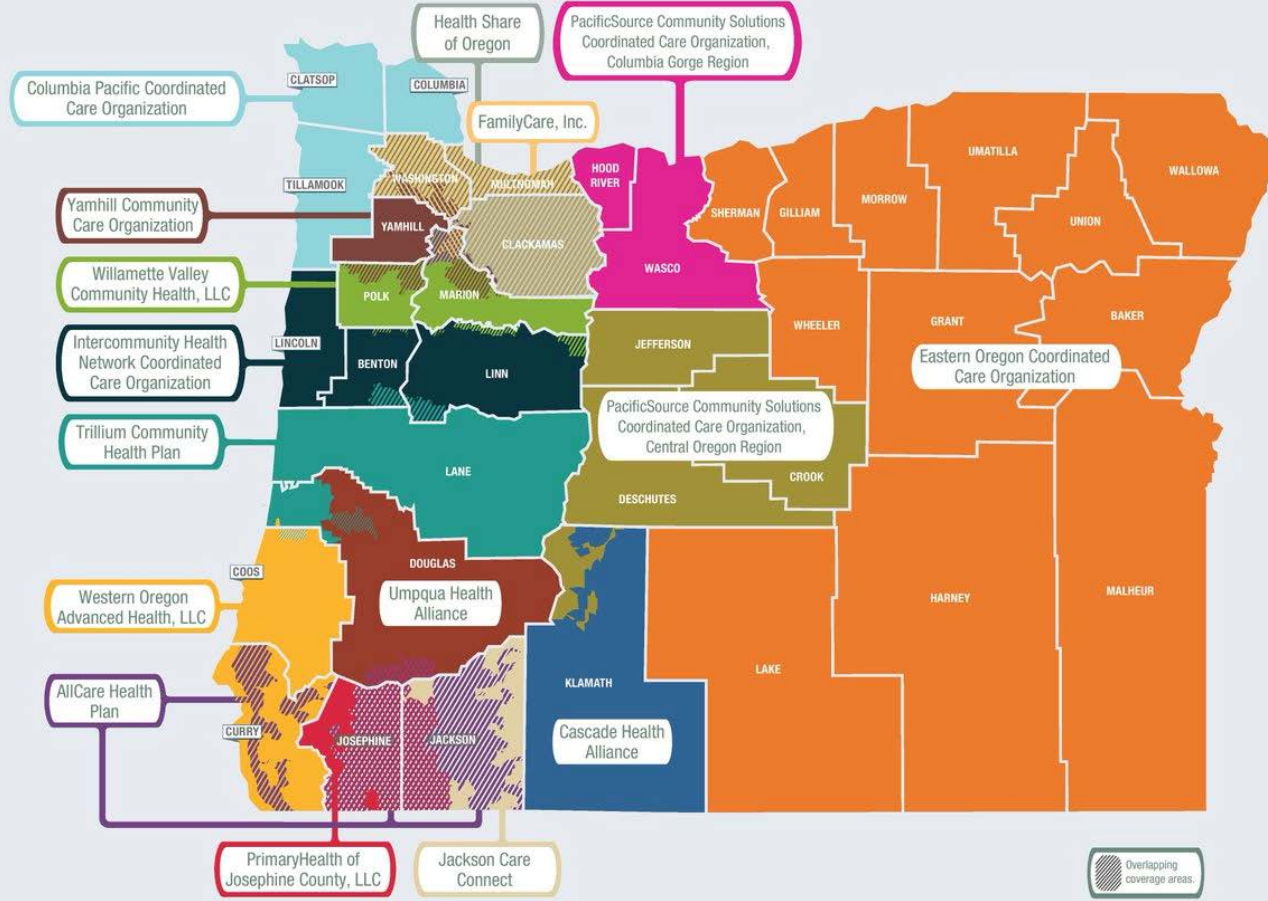 Health Share
of Oregon
PacificSource Community Solutions
Coordinated Care Organization,
Columbia Gorge Region
Columbia Pacific Coordinated
Care Organization
CLATSOP
COLUMBIA
FamilyCare, Inc.
TILLAMOOK
WASHINGTON
MULTNOMAH
HOOD
RIVER
UMATILLA
WALLOWA
Yamhill Community
Care Organization
YAMHILL
CLACKAMAS
SHERMAN
GILLIAM
MORROW
UNION
WASCO
Willamette Valley
Community Health, LLC
POLK
MARION
WHEELER
GRANT
BAKER
Intercommunity Health
Network Coordinated
Care Organization
LINCOLN
BENTON
LINN
JEFFERSON
Eastern Oregon Coordinated
Care Organization
PacificSource Community Solutions
Coordinated Care Organization,
Central Oregon Region
Trillium Community
Health Plan
LANE
CROOK
DESCHUTES
COOS
DOUGLAS
Western Oregon
Advanced Health, LLC
Umpqua Health
Alliance
HARNEY
MALHEUR
LAKE
KLAMATH
AllCare Health
Plan
CURRY
JOSEPHINE
JACKSON
Cascade Health
Alliance
PrimaryHealth of
Josephine County, LLC
Jackson Care
Connect
Overlapping
coverage areas.